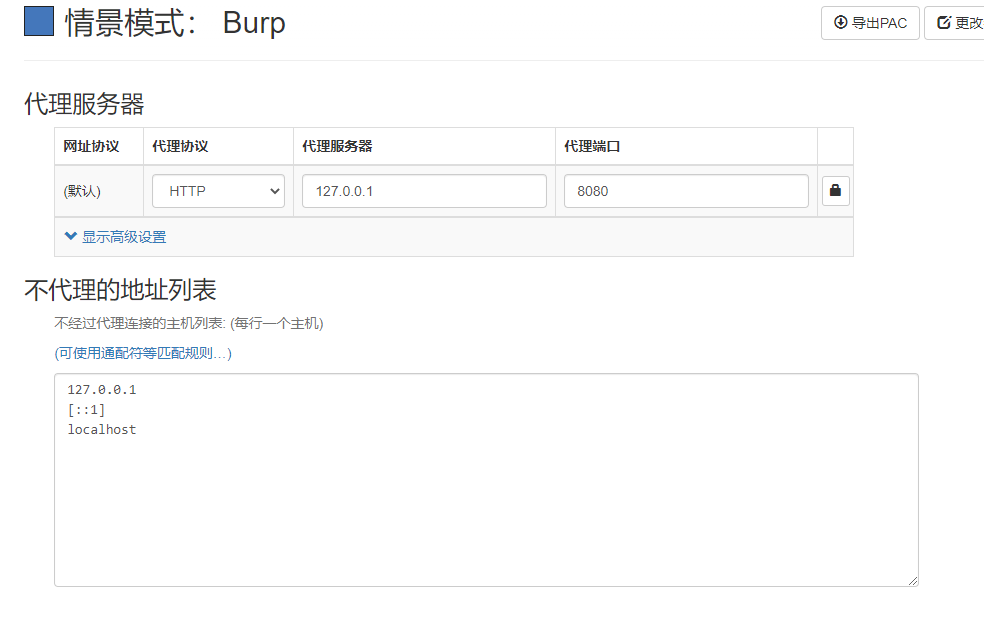 情景模式： Burp
导出PAC
更改
代理服务器
网址协议 代理协议 代理服务器 代理端口
(默认) HTTP 127.0.0.1 8080
显示高级设置
不代理的地址列表
不经过代理连接的主机列表: (每行一个主机)
(可使用通配符等匹配规则…)
127.0.0.1
[::1]
localhost